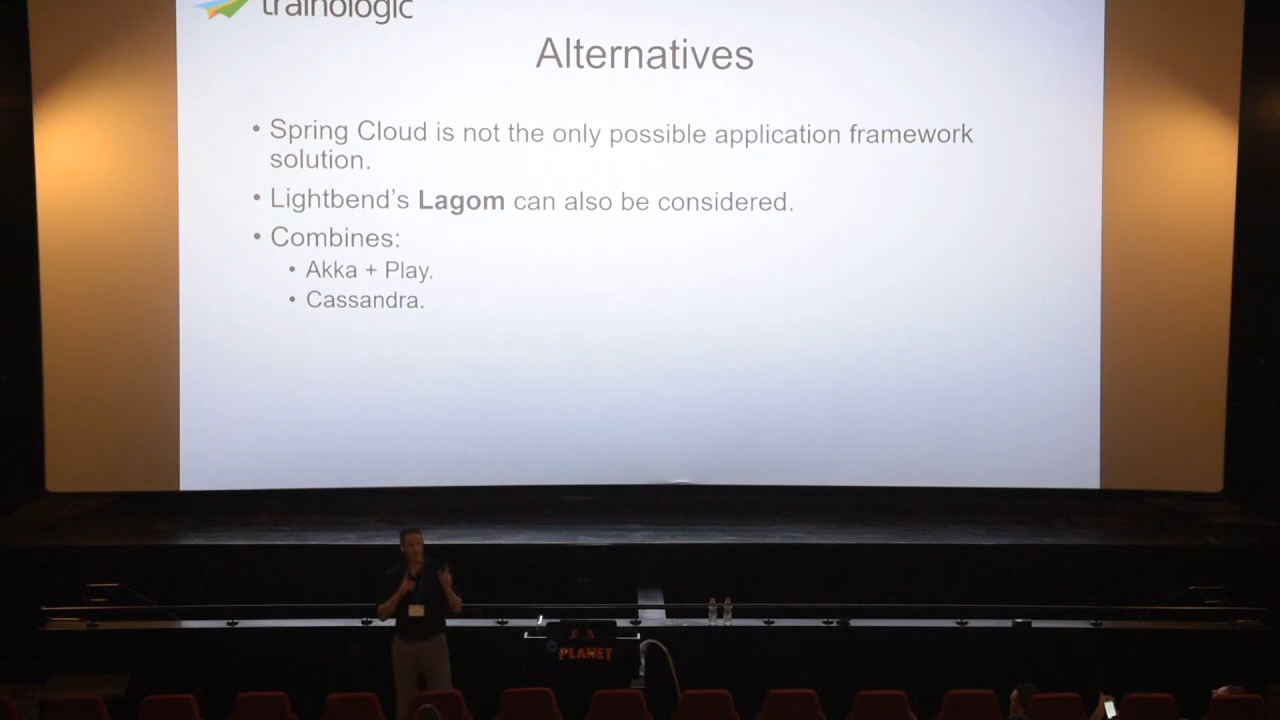 trainologic
Alternatives
• Spring Cloud is not the only possible application framework
solution.
• Lightbend’s Lagom can also be considered.
• Combines:
• Akka + Play.
• Cassandra.
PLANET